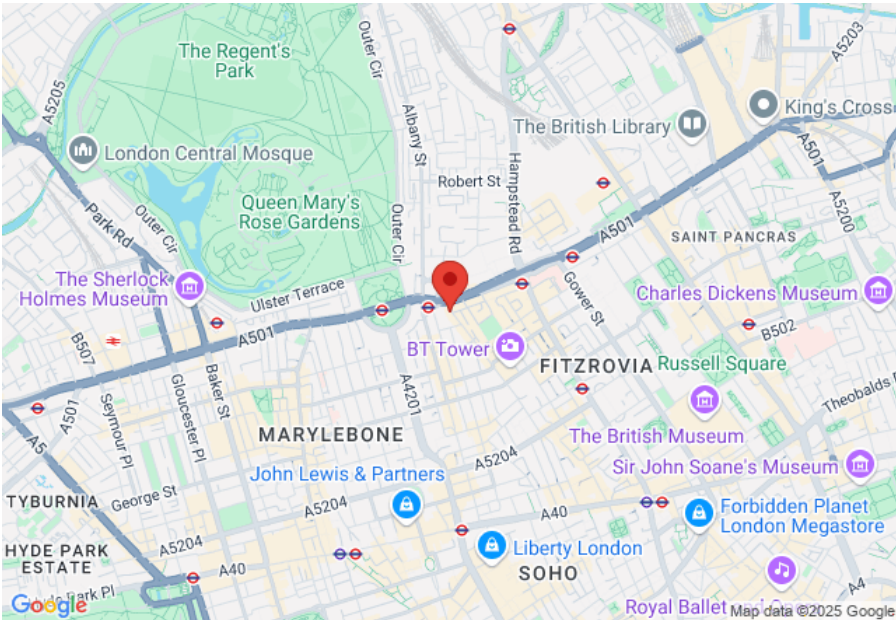 The Regent's
Park
Outer Cir
A5203
A5205
Albany St
King's Cross
The British Library
London Central Mosque
Hampstead Rd
A501
Robert St
Queen Mary's
Rose Gardens
Outer Cir
Park Rd
Outer Cir
A501
A5200
SAINT PANCRAS
The Sherlock
Holmes Museum
Ulster Terrace
Gower St
Charles Dickens Museum
A501
B502
B507
BT Tower
FITZROVIA
Russell Square
Baker St
Gloucester Pl
A4201
Theobalds
A501
Seymour Pl
A5
MARYLEBONE
The British Museum
A5204
Sir John Soane's Museum
John Lewis & Partners
TYBURNIA
George St
A5204
A40
Forbidden Planet
London Megastore
A5204
Liberty London
HYDE PARK
ESTATE
A40
SOHO
Park Pl
A4
Google
Royal Ballet and
Map data ©2025 Google